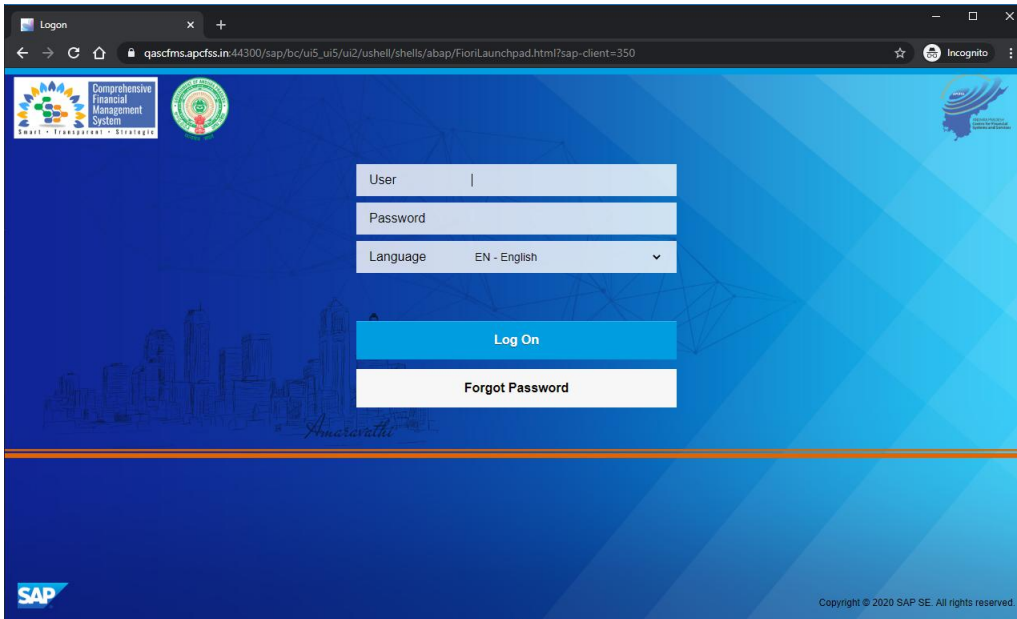 Logon
qascfms.apcfss.in:44300/sap/bc/ui5_ui5/ui2/ushell/shells/abap/FioriLaunchpad.html?sap-client=350
Incognito
Comprehensive
Financial
Management
System
Smart • Transparent • Strategic
User
Password
Language EN - English
Log On
Forgot Password
Amaravathi
SAP
Copyright © 2020 SAP SE. All rights reserved.